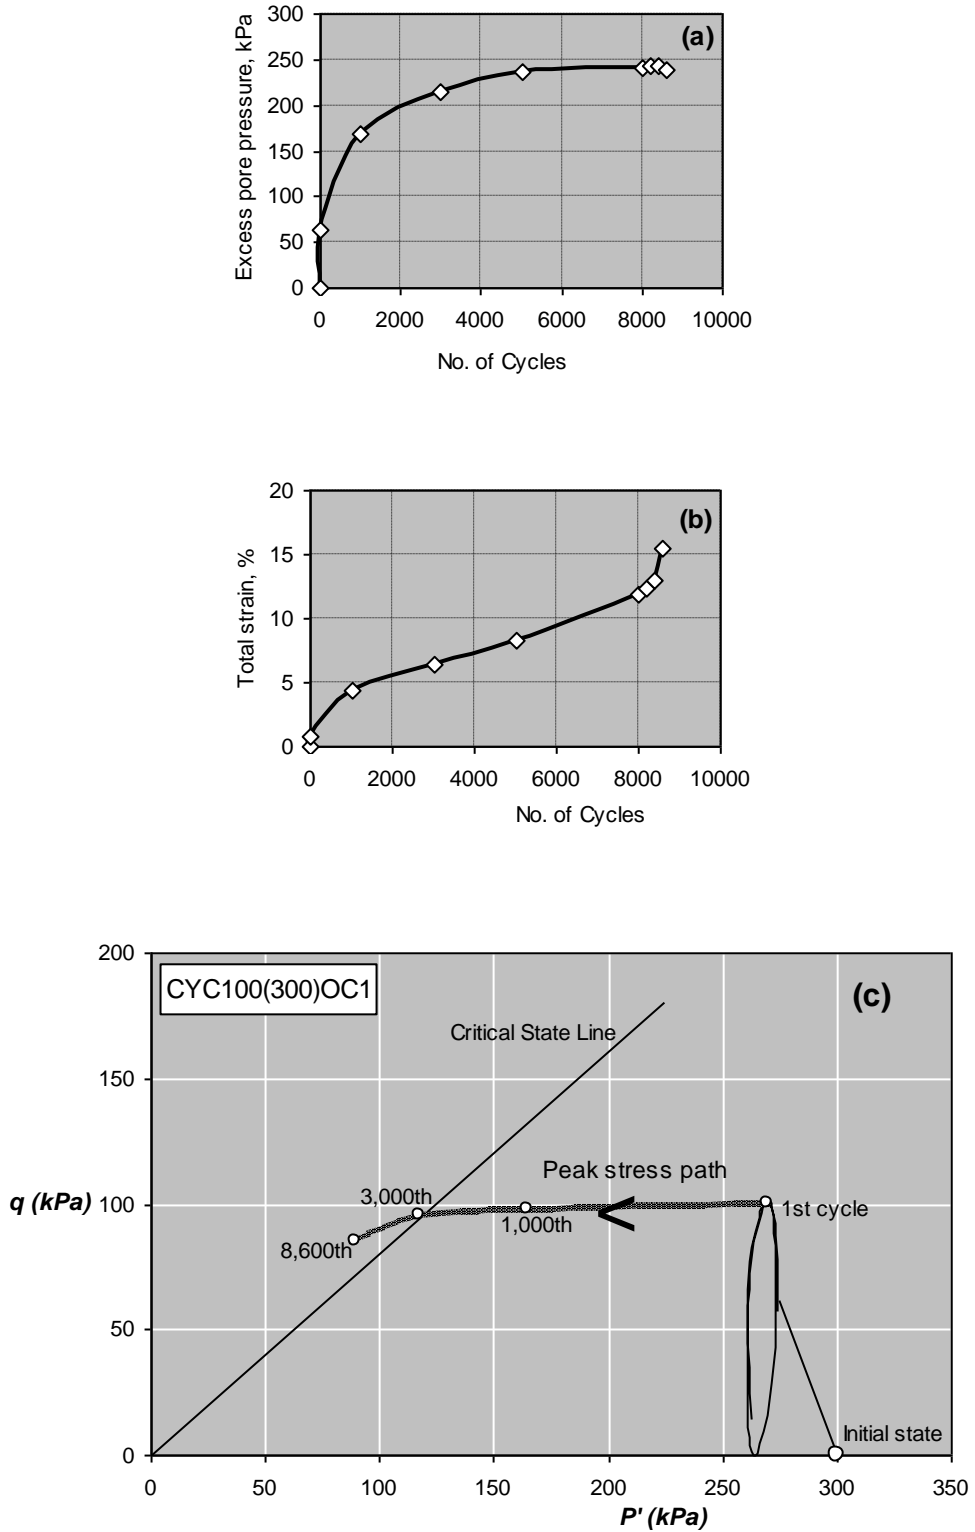 300
(a)
250
200
150
100
50
0
Excess pore pressure, kPa
0 2000 4000 6000 8000 10000
No. of Cycles
20
(b)
15
10
5
0
Total strain, %
0 2000 4000 6000 8000 10000
No. of Cycles
200
CYC100(300)OC1
(c)
Critical State Line
150
Peak stress path
3,000th
q (kPa)
100
1st cycle
1,000th
8,600th
50
Initial state
0
0 50 100 150 200 250 300 350
P' (kPa)